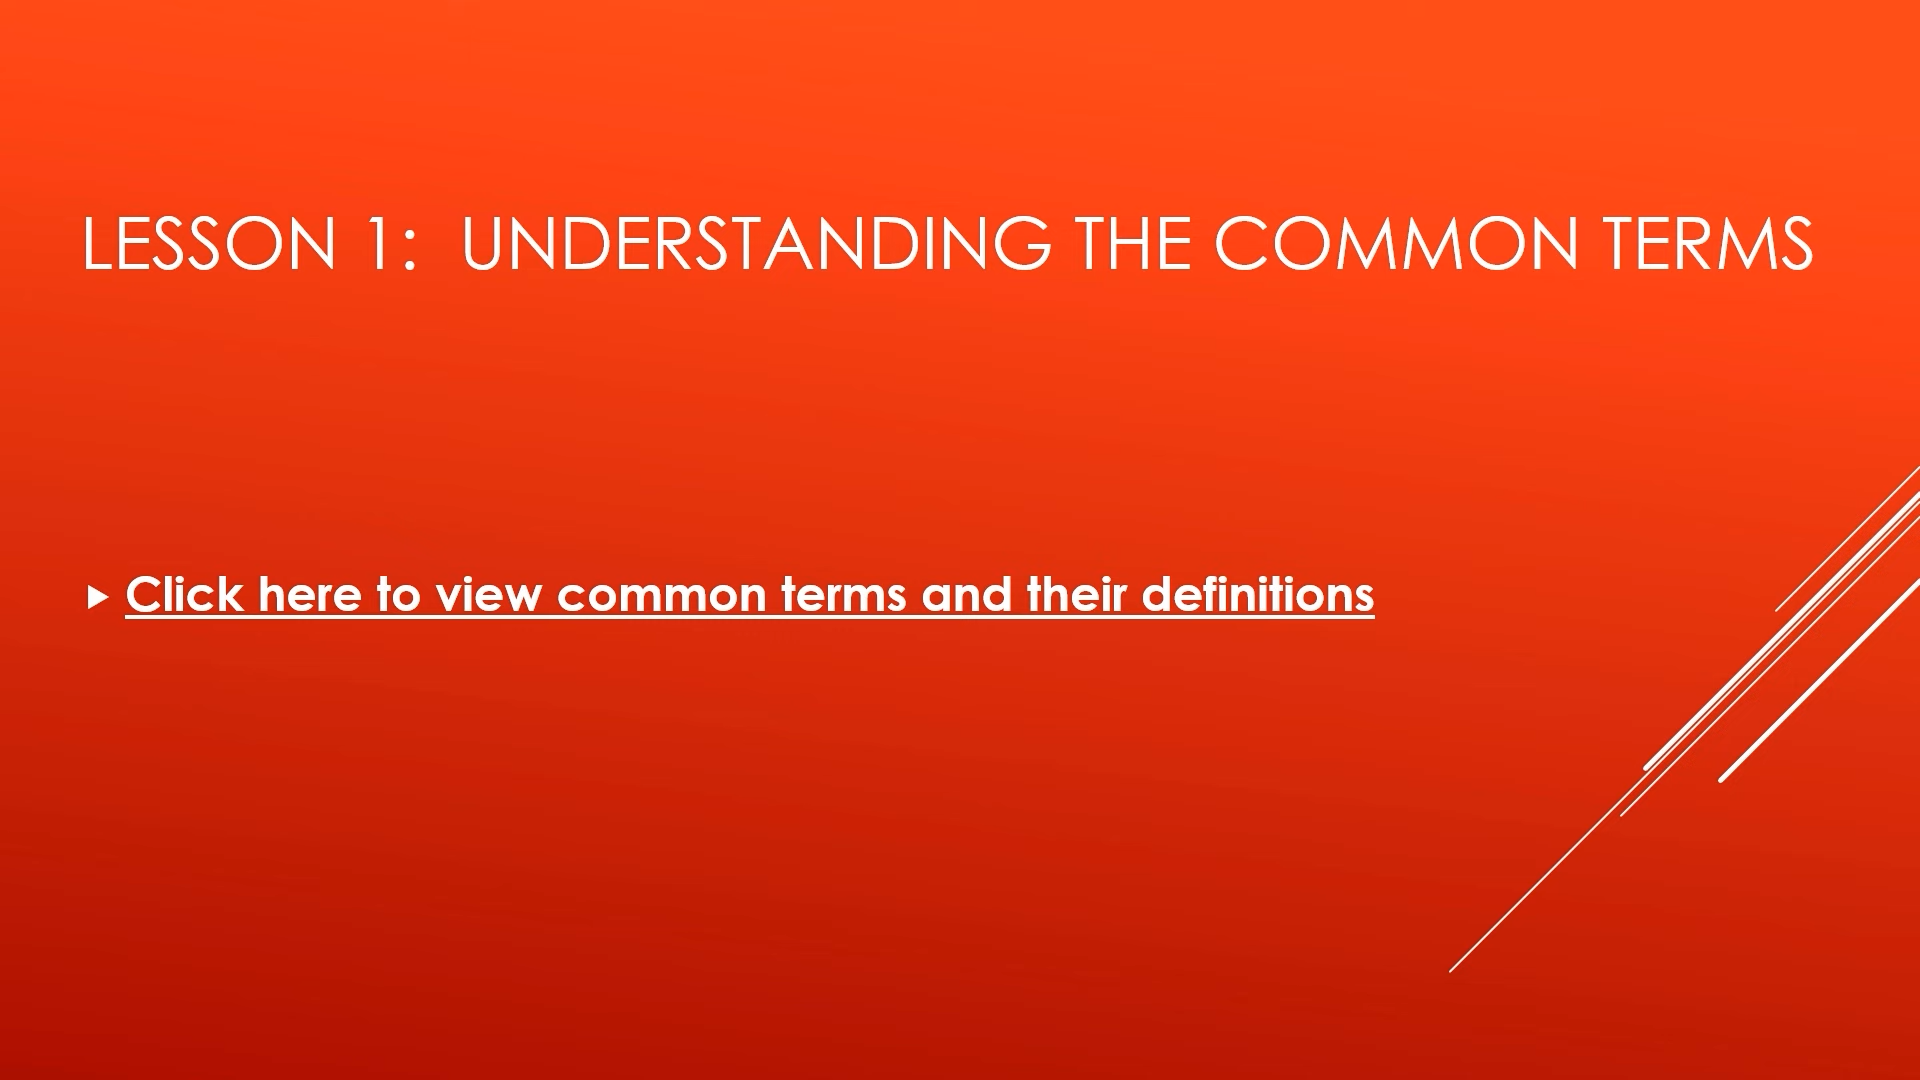 LESSON 1:  UNDERSTANDING THE COMMON TERMS
Click here to view common terms and their definitions